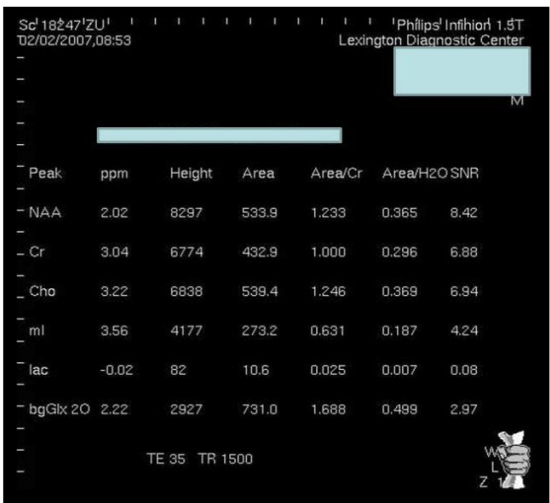 Sc' 18247 'ZU'
02/02/2007,08:53
Philips Infinion 1.5T
Lexington Diagnostic Center
M
Peak ppm Height Area Area/Cr Area/H2O SNR
NAA 2.02 8297 533.9 1.233 0.365 8.42
Cr 3.04 6774 432.9 1.000 0.296 6.88
Cho 3.22 6838 539.4 1.246 0.369 6.94
mI 3.56 4177 273.2 0.631 0.187 4.24
lac -0.02 82 10.6 0.025 0.007 0.08
bgGlx 2O 2.22 2927 731.0 1.688 0.499 2.97
TE 35 TR 1500
W
L
Z